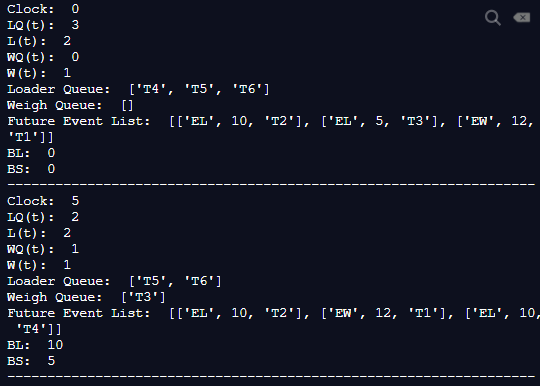 Clock:  0
LQ(t):  3
L(t):  2
WQ(t):  0
W(t):  1
Loader Queue:  ['T4', 'T5', 'T6']
Weigh Queue:  []
Future Event List:  [['EL', 10, 'T2'], ['EL', 5, 'T3'], ['EW', 12,
'T1']]
BL:  0
BS:  0
------------------------------------------------------------------
Clock:  5
LQ(t):  2
L(t):  2
WQ(t):  1
W(t):  1
Loader Queue:  ['T5', 'T6']
Weigh Queue:  ['T3']
Future Event List:  [['EL', 10, 'T2'], ['EW', 12, 'T1'], ['EL', 10,
 'T4']]
BL:  10
BS:  5
------------------------------------------------------------------